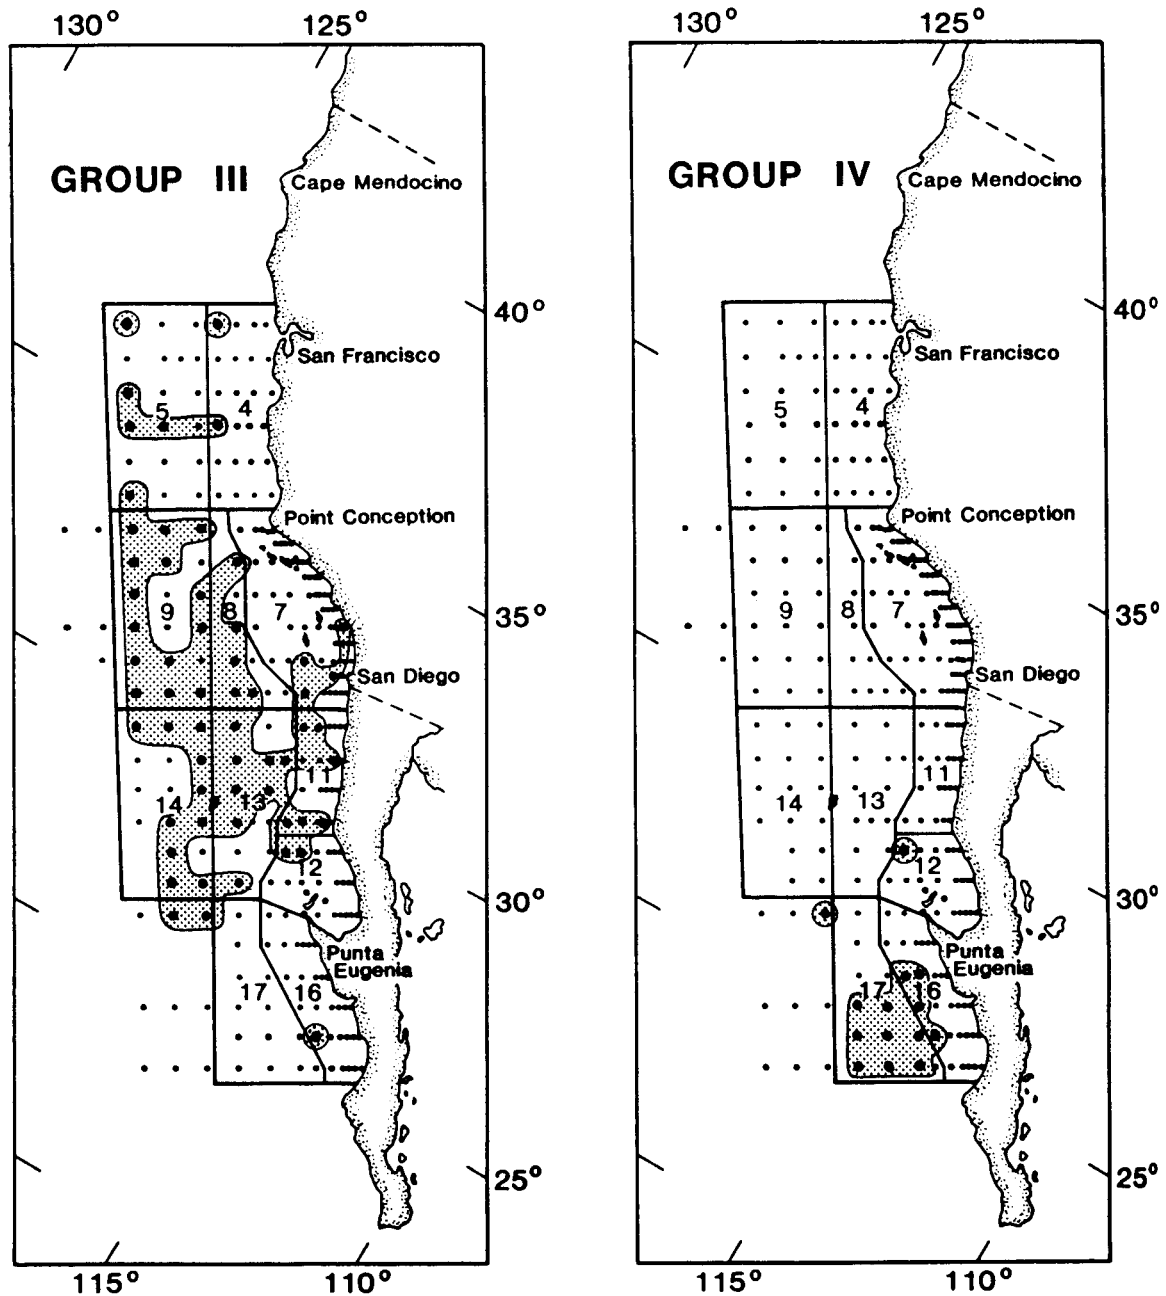 130° 125°
GROUP III
Cape Mendocino
40°
San Francisco
5 4
Point Conception
9 8 7
35°
San Diego
11
14 13
12
30°
Punta
Eugenia
17 16
25°
115° 110°
130° 125°
GROUP IV
Cape Mendocino
40°
San Francisco
5 4
Point Conception
9 8 7
35°
San Diego
11
14 13
12
30°
Punta
Eugenia
17 16
25°
115° 110°